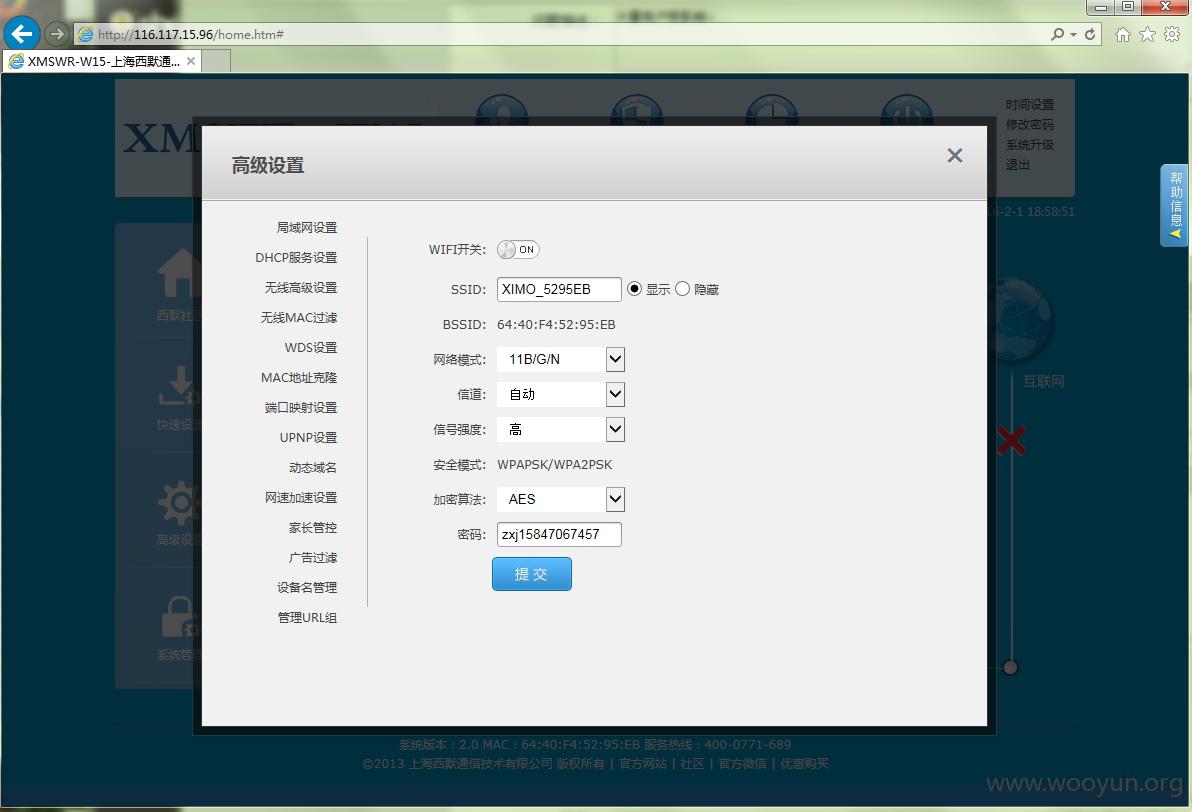 http://116.117.15.96/home.htm#
XMSWR-W15-上海西默通...
XM
时间设置
修改密码
系统升级
退出
高级设置
帮助信息
6-2-1 18:58:51
局域网设置
DHCP服务设置
无线高级设置
无线MAC过滤
WDS设置
MAC地址克隆
端口映射设置
UPNP设置
动态域名
网速加速设置
家长管控
广告过滤
设备名管理
管理URL组
WIFI开关: ON
SSID: XIMO_5295EB 显示 隐藏
BSSID: 64:40:F4:52:95:EB
网络模式: 11B/G/N
信道: 自动
信号强度: 高
安全模式: WPAPSK/WPA2PSK
加密算法: AES
密码: zxj15847067457
提 交
西默社
快速设
高级设
系统管
互联网
系统版本：2.0 MAC：64:40:F4:52:95:EB 服务热线：400-0771-689
©2013 上海西默通信技术有限公司 版权所有 | 官方网站 | 社区 | 官方微信 | 优惠购买
www.wooyun.org